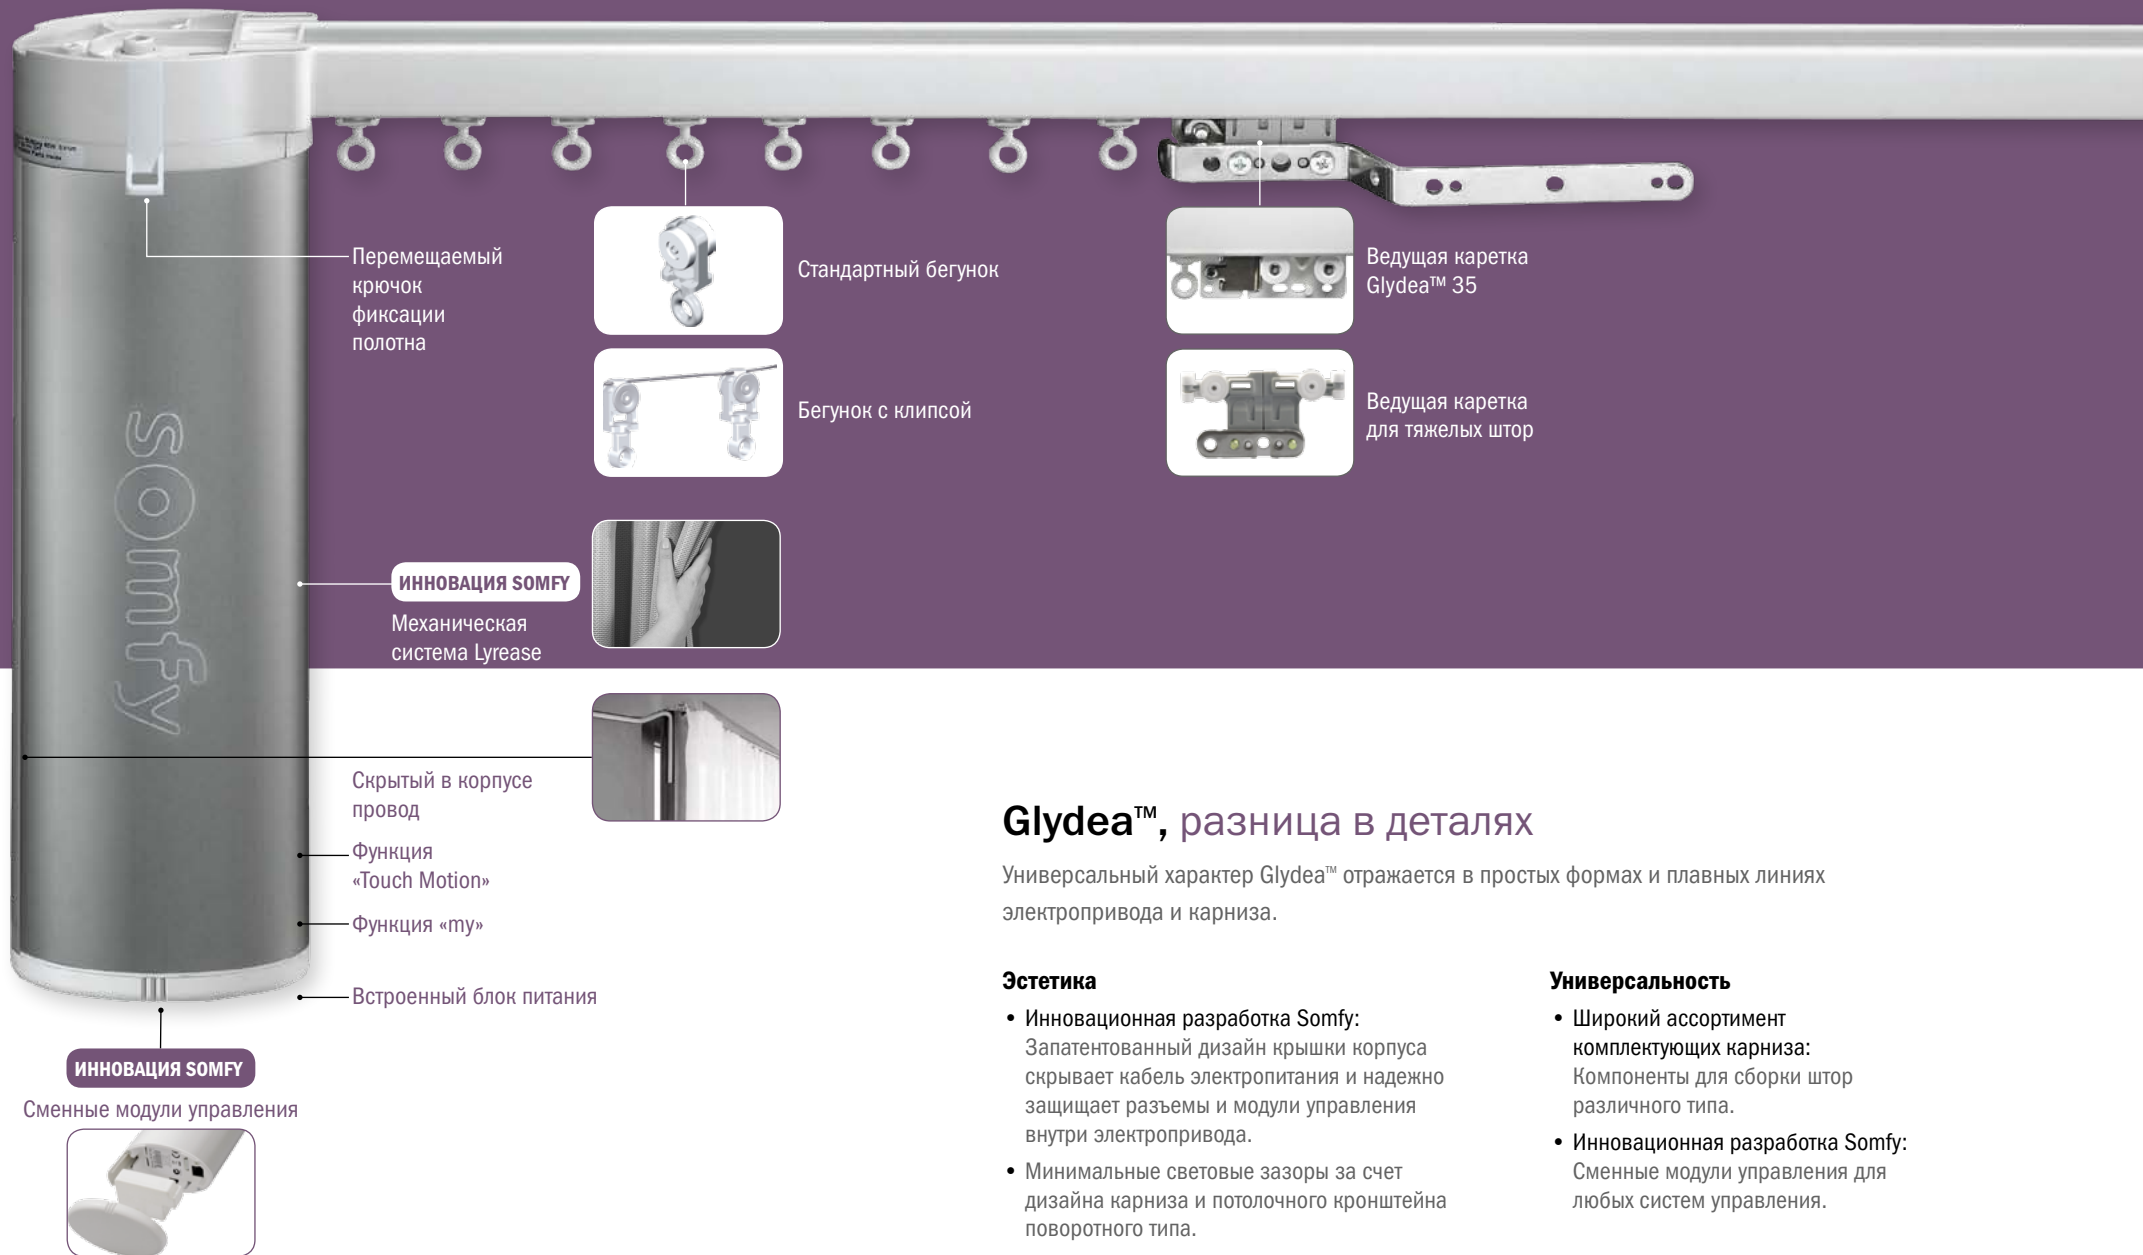 Перемещаемый
крючок
фиксации
полотна
Стандартный бегунок
Бегунок с клипсой
Ведущая каретка
Glydea™ 35
Ведущая каретка
для тяжелых штор
somfy
ИННОВАЦИЯ SOMFY
Механическая
система Lyrease
Скрытый в корпусе
провод
Функция
«Touch Motion»
Функция «my»
Встроенный блок питания
ИННОВАЦИЯ SOMFY
Сменные модули управления
Glydea™, разница в деталях
Универсальный характер Glydea™ отражается в простых формах и плавных линиях
электропривода и карниза.
Эстетика
• Инновационная разработка Somfy:
Запатентованный дизайн крышки корпуса
скрывает кабель электропитания и надежно
защищает разъемы и модули управления
внутри электропривода.
• Минимальные световые зазоры за счет
дизайна карниза и потолочного кронштейна
поворотного типа.
Универсальность
• Широкий ассортимент
комплектующих карниза:
Компоненты для сборки штор
различного типа.
• Инновационная разработка Somfy:
Сменные модули управления для
любых систем управления.